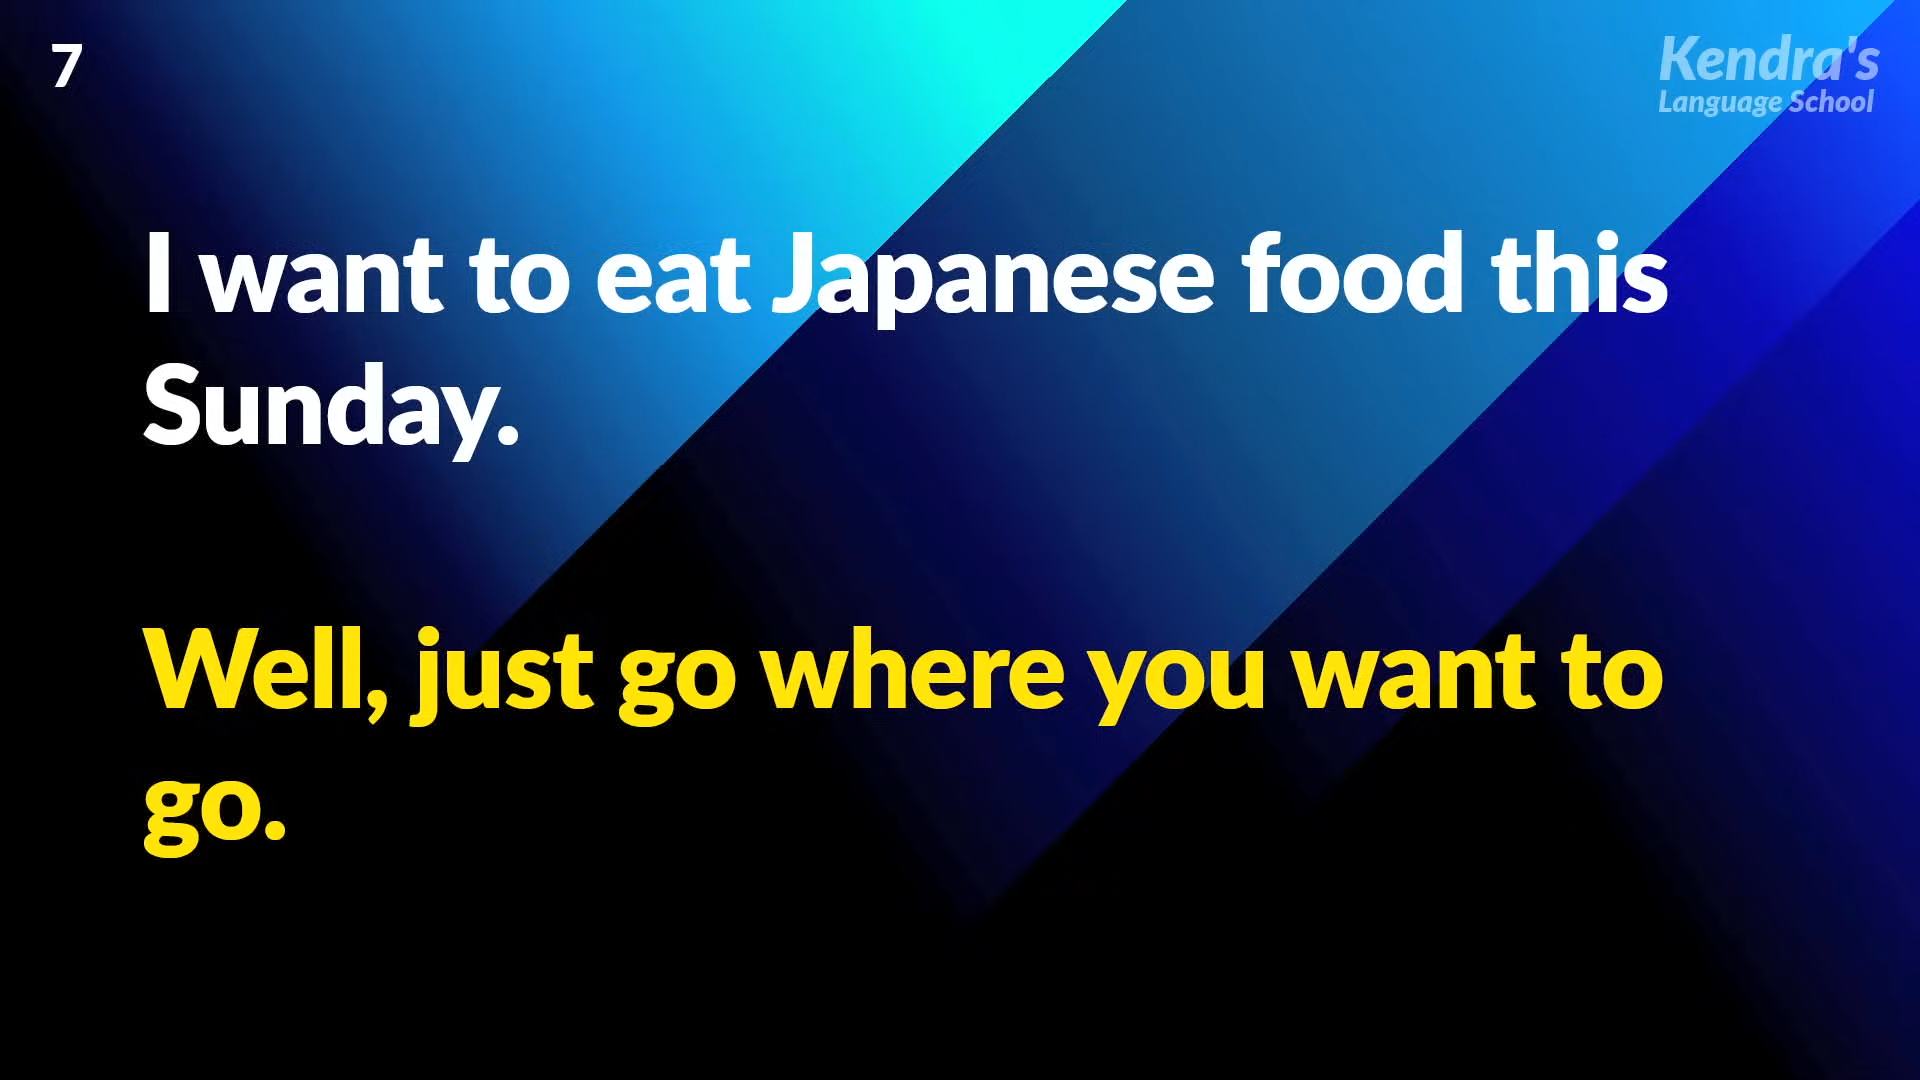 7
Kendra's
Language School
I want to eat Japanese food this
Sunday.
Well, just go where you want to
go.